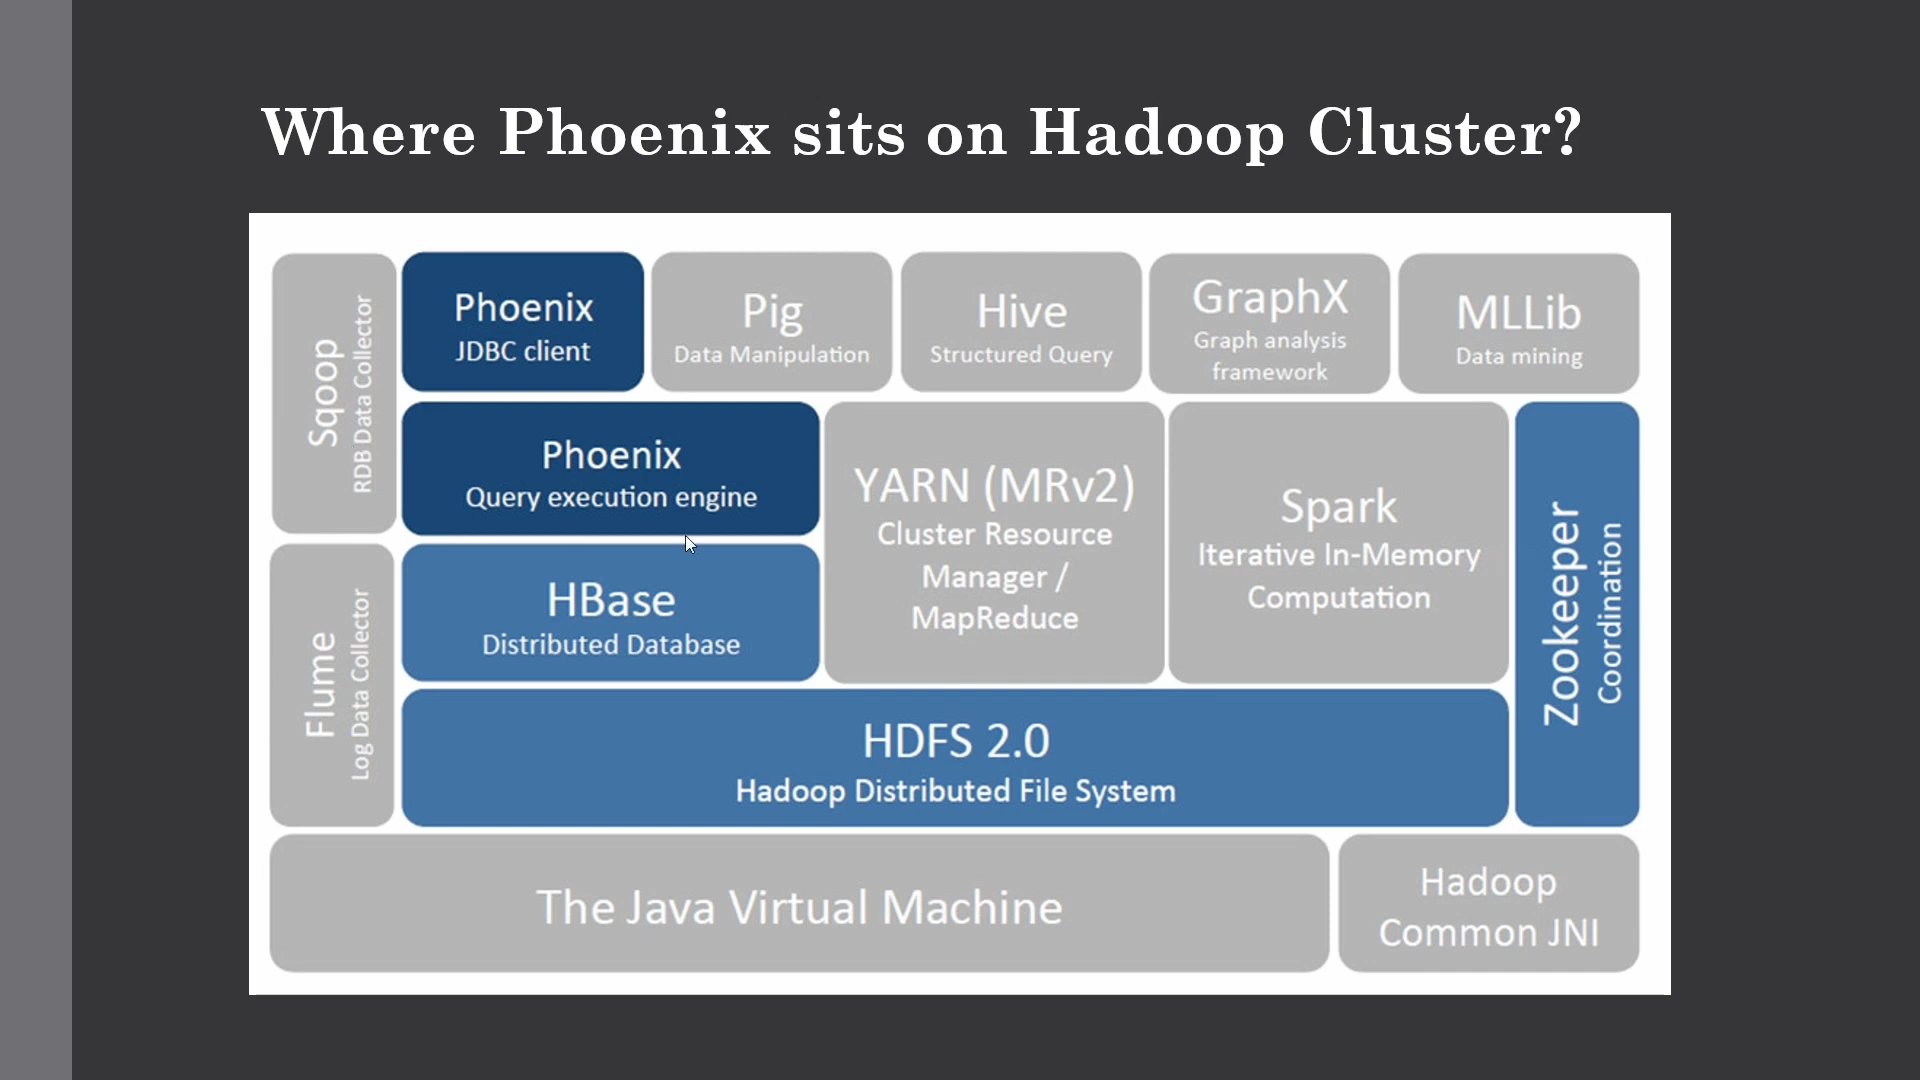 Where Phoenix sits on Hadoop Cluster?
Sqoop
RDB Data Collector
Phoenix
JDBC client
Pig
Data Manipulation
Hive
Structured Query
GraphX
Graph analysis
framework
MLLib
Data mining
Phoenix
Query execution engine
YARN (MRv2)
Cluster Resource
Manager /
MapReduce
Spark
Iterative In-Memory
Computation
Zookeeper
Coordination
Flume
Log Data Collector
HBase
Distributed Database
HDFS 2.0
Hadoop Distributed File System
The Java Virtual Machine
Hadoop
Common JNI